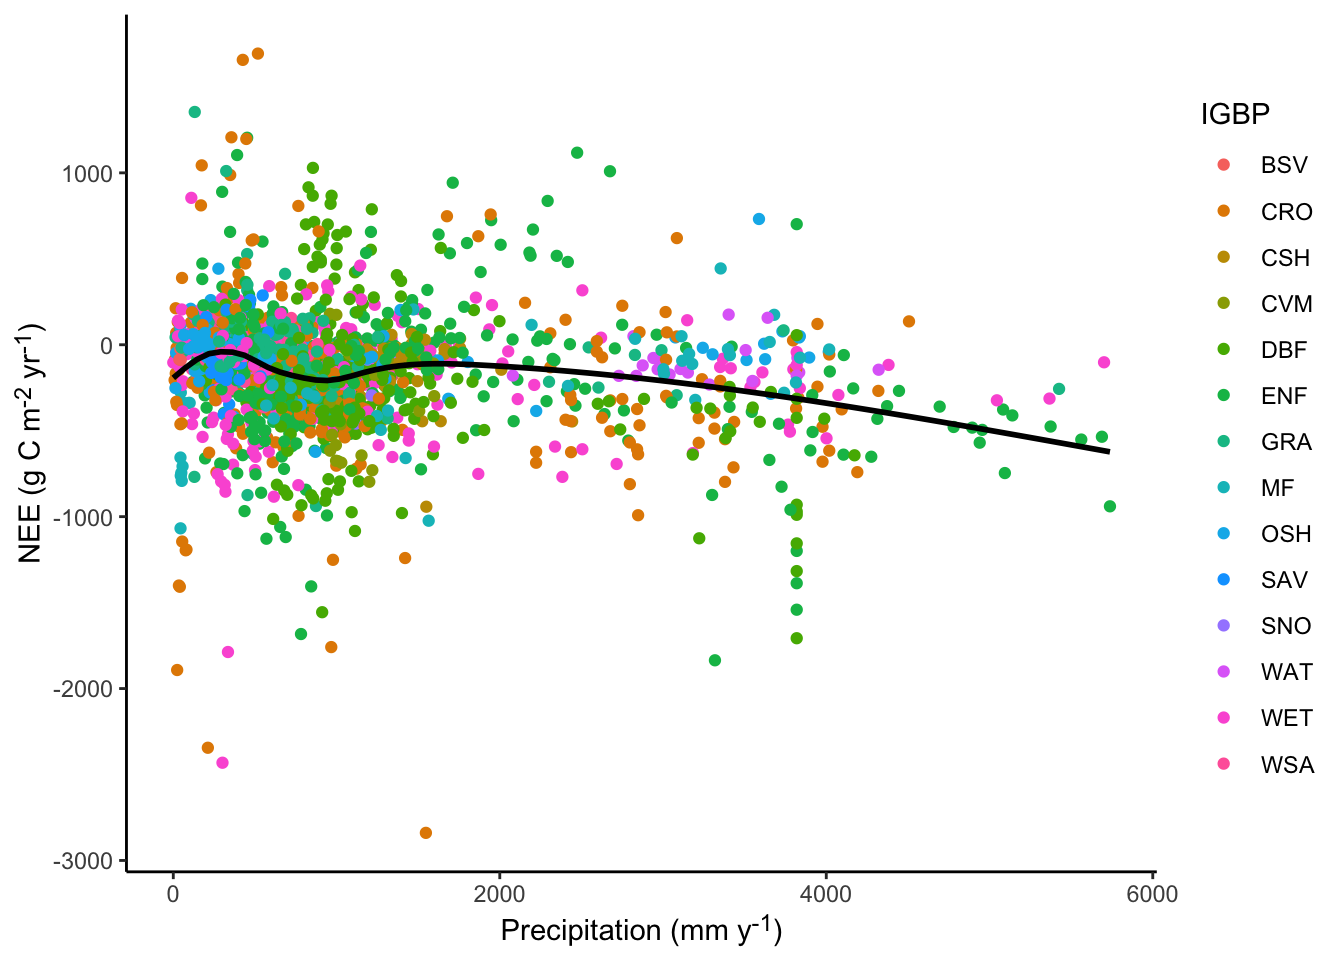 NEE (g C m-2 yr-1)
1000
0
-1000
-2000
-3000
0 2000 4000 6000
Precipitation (mm y-1)
IGBP
BSV
CRO
CSH
CVM
DBF
ENF
GRA
MF
OSH
SAV
SNO
WAT
WET
WSA